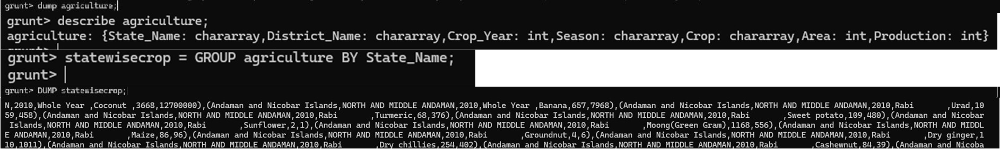 grunt> dump agriculture;
grunt> describe agriculture;
agriculture: {State_Name: chararray,District_Name: chararray,Crop_Year: int,Season: chararray,Crop: chararray,Area: int,Production: int}
grunt> statewisecrop = GROUP agriculture BY State_Name;
grunt>
grunt> DUMP statewisecrop;
N,2010,Whole Year ,Coconut ,3668,12700000),(Andaman and Nicobar Islands,NORTH AND MIDDLE ANDAMAN,2010,Whole Year ,Banana,657,7968),(Andaman and Nicobar Islands,NORTH AND MIDDLE ANDAMAN,2010,Rabi       ,Urad,10
59,458),(Andaman and Nicobar Islands,NORTH AND MIDDLE ANDAMAN,2010,Rabi       ,Turmeric,68,376),(Andaman and Nicobar Islands,NORTH AND MIDDLE ANDAMAN,2010,Rabi       ,Sweet potato,109,480),(Andaman and Nicobar
 Islands,NORTH AND MIDDLE ANDAMAN,2010,Rabi       ,Sunflower,2,1),(Andaman and Nicobar Islands,NORTH AND MIDDLE ANDAMAN,2010,Rabi       ,Moong(Green Gram),1168,556),(Andaman and Nicobar Islands,NORTH AND MIDDL
E ANDAMAN,2010,Rabi       ,Maize,86,96),(Andaman and Nicobar Islands,NORTH AND MIDDLE ANDAMAN,2010,Rabi       ,Groundnut,4,6),(Andaman and Nicobar Islands,NORTH AND MIDDLE ANDAMAN,2010,Rabi       ,Dry ginger,1
10,1011),(Andaman and Nicobar Islands,NORTH AND MIDDLE ANDAMAN,2010,Rabi       ,Dry chillies,254,402),(Andaman and Nicobar Islands,NORTH AND MIDDLE ANDAMAN,2010,Rabi       ,Cashewnut,84,39),(Andaman and Nicoba